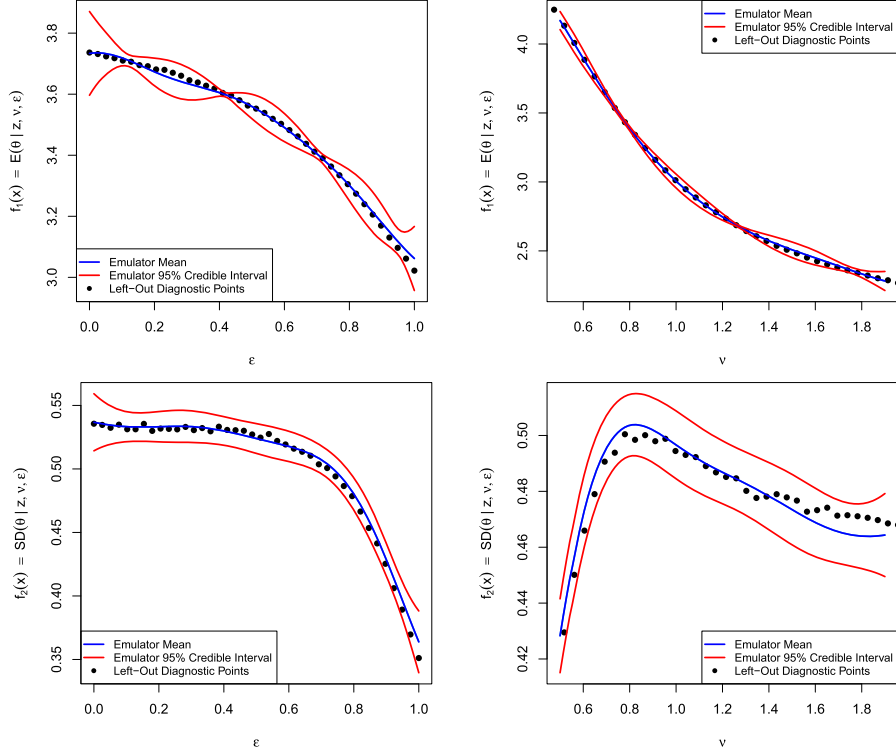 3.0 3.2 3.4 3.6 3.8
f₁(x) = E(θ | z, ν, ε)
Emulator Mean
Emulator 95% Credible Interval
Left−Out Diagnostic Points
0.0 0.2 0.4 0.6 0.8 1.0
ε
2.5 3.0 3.5 4.0
f₁(x) = E(θ | z, ν, ε)
Emulator Mean
Emulator 95% Credible Interval
Left−Out Diagnostic Points
0.6 0.8 1.0 1.2 1.4 1.6 1.8
ν
0.35 0.40 0.45 0.50 0.55
f₂(x) = SD(θ | z, ν, ε)
Emulator Mean
Emulator 95% Credible Interval
Left−Out Diagnostic Points
0.0 0.2 0.4 0.6 0.8 1.0
ε
0.42 0.44 0.46 0.48 0.50
f₂(x) = SD(θ | z, ν, ε)
Emulator Mean
Emulator 95% Credible Interval
Left−Out Diagnostic Points
0.6 0.8 1.0 1.2 1.4 1.6 1.8
ν